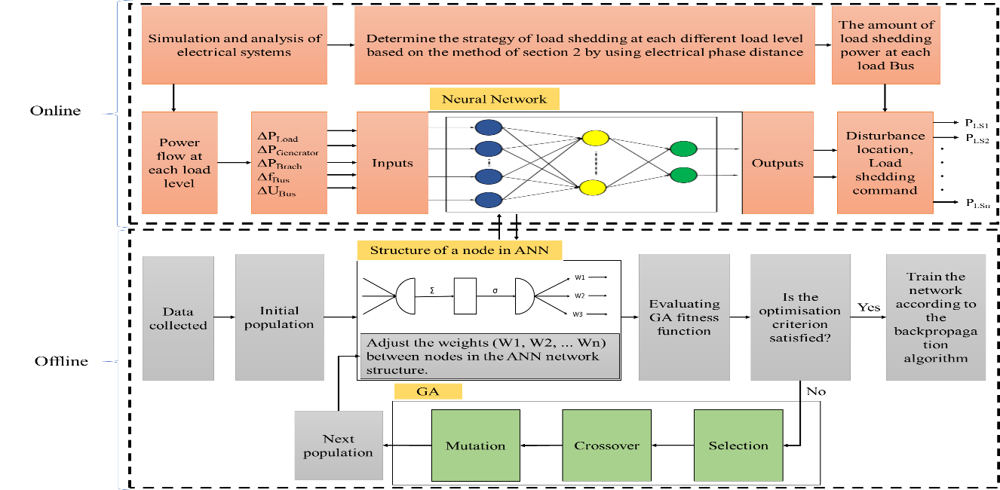 Simulation and analysis of
electrical systems
Determine the strategy of load shedding at each different load level
based on the method of section 2 by using electrical phase distance
The amount of
load shedding
power at each
load Bus
Online
Neural Network
Power
flow at
each load
level
ΔPLoad
ΔPGenerator
ΔPBrach
ΔfBus
ΔUBus
Inputs
Outputs
Disturbance
location,
Load
shedding
command
PLS1
PLS2
PLSn
Offline
Structure of a node in ANN
Data
collected
Initial
population
Σ
σ
W1
W2
W3
Adjust the weights (W1, W2, ... Wn)
between nodes in the ANN network
structure.
Evaluating
GA fitness
function
Is the
optimisation
criterion
satisfied?
Yes
Train the
network
according to
the
backpropaga
tion
algorithm
No
GA
Next
population
Mutation
Crossover
Selection